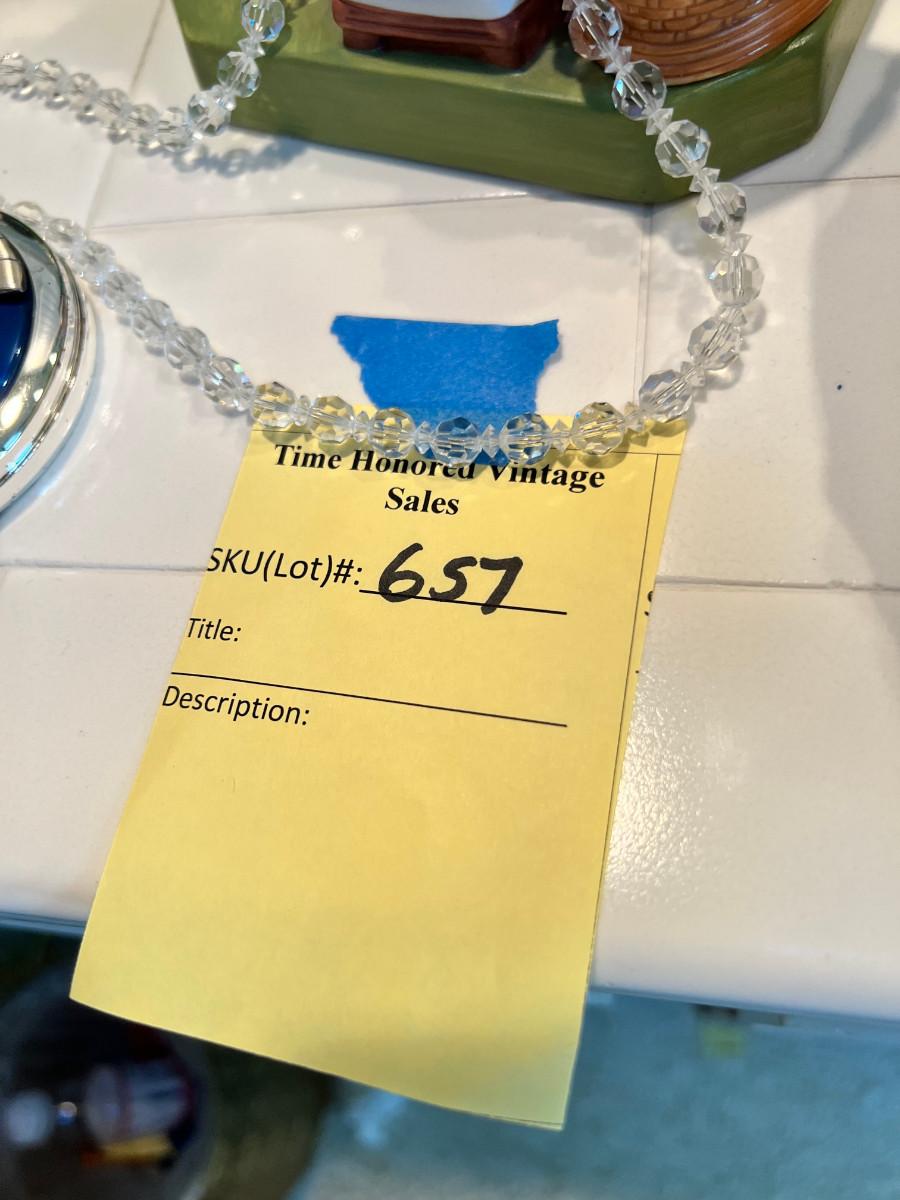 Time Honored Vintage
Sales
SKU(Lot)#: 657
Title:
Description: